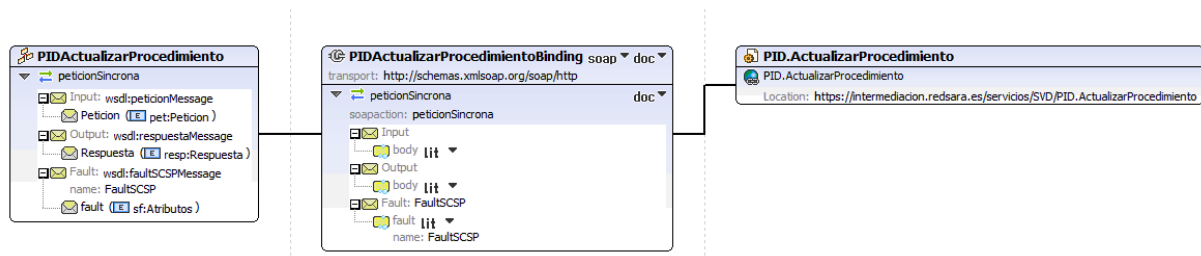 PIDActualizarProcedimiento
peticionSincrona
Input: wsdl:peticionMessage
Peticion ( E pet:Peticion )
Output: wsdl:respuestaMessage
Respuesta ( E resp:Respuesta )
Fault: wsdl:faultSCSPMessage
name: FaultSCSP
fault ( E sf:Atributos )
PIDActualizarProcedimientoBinding soap doc
transport: http://schemas.xmlsoap.org/soap/http
peticionSincrona doc
soapaction: peticionSincrona
Input
body lit
Output
body lit
Fault: FaultSCSP
fault lit
name: FaultSCSP
PID.ActualizarProcedimiento
PID.ActualizarProcedimiento
Location: https://intermediacion.redsara.es/servicios/SVD/PID.ActualizarProcedimiento